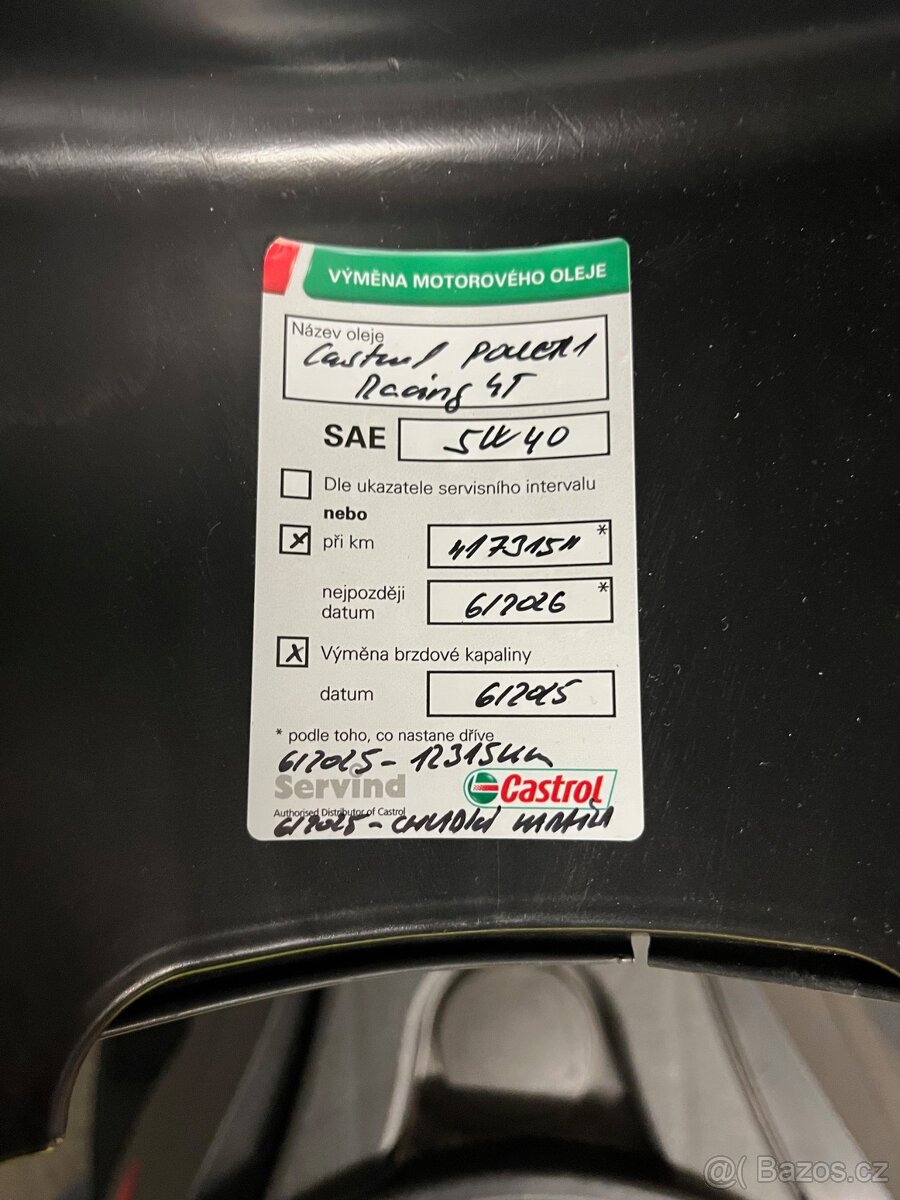 VÝMĚNA MOTOROVÉHO OLEJE
Název oleje
Castrol POWER1
Racing 4T
SAE 5W40
Dle ukazatele servisního intervalu
nebo
X při km *
nejpozději
datum 6/2026 *
X Výměna brzdové kapaliny
datum 6/2025
* podle toho, co nastane dříve
6/2025 - 12315km
Servind Castrol
Authorised Distributor of Castrol
6/2025 - CHLADÍCÍ
@( Bazos.cz